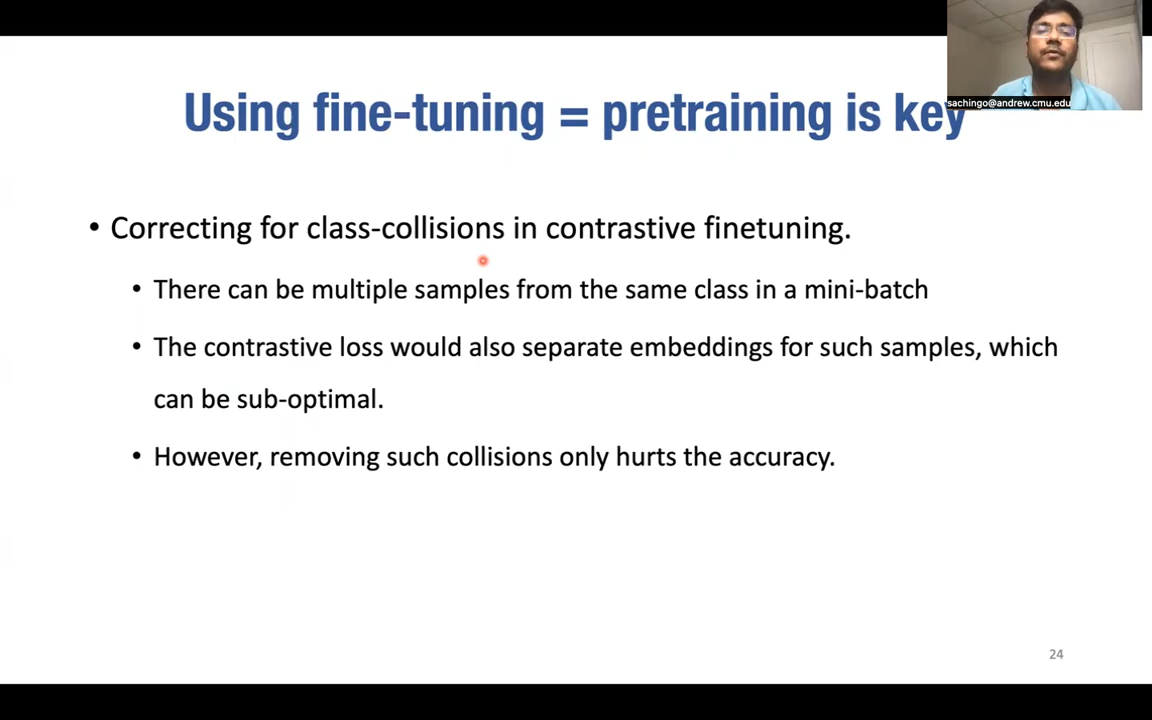 sachingo@andrew.cmu.edu
Using fine-tuning = pretraining is key
• Correcting for class-collisions in contrastive finetuning.
• There can be multiple samples from the same class in a mini-batch
• The contrastive loss would also separate embeddings for such samples, which
can be sub-optimal.
• However, removing such collisions only hurts the accuracy.
24